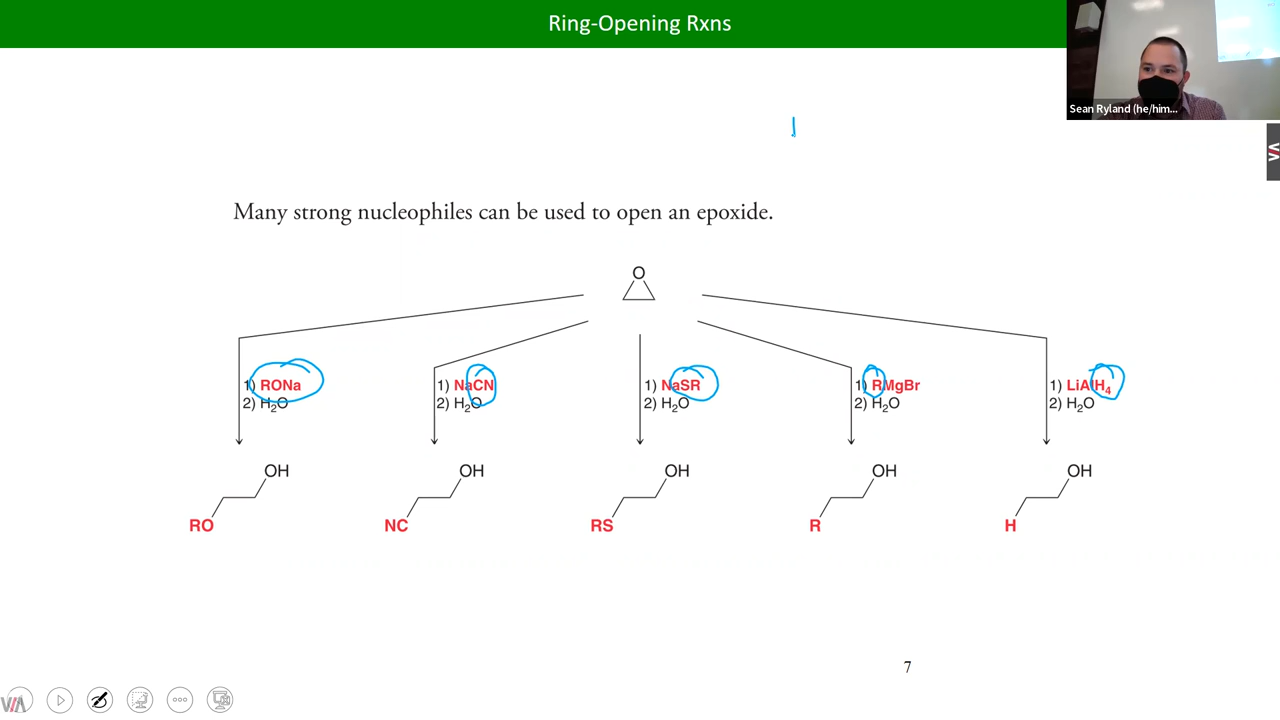 Ring-Opening Rxns
Sean Ryland (he/him...
Many strong nucleophiles can be used to open an epoxide.
O
1) RONa
2) H2O
1) NaCN
2) H2O
1) NaSR
2) H2O
1) RMgBr
2) H2O
1) LiAlH4
2) H2O
OH
RO
OH
NC
OH
RS
OH
R
OH
H
7